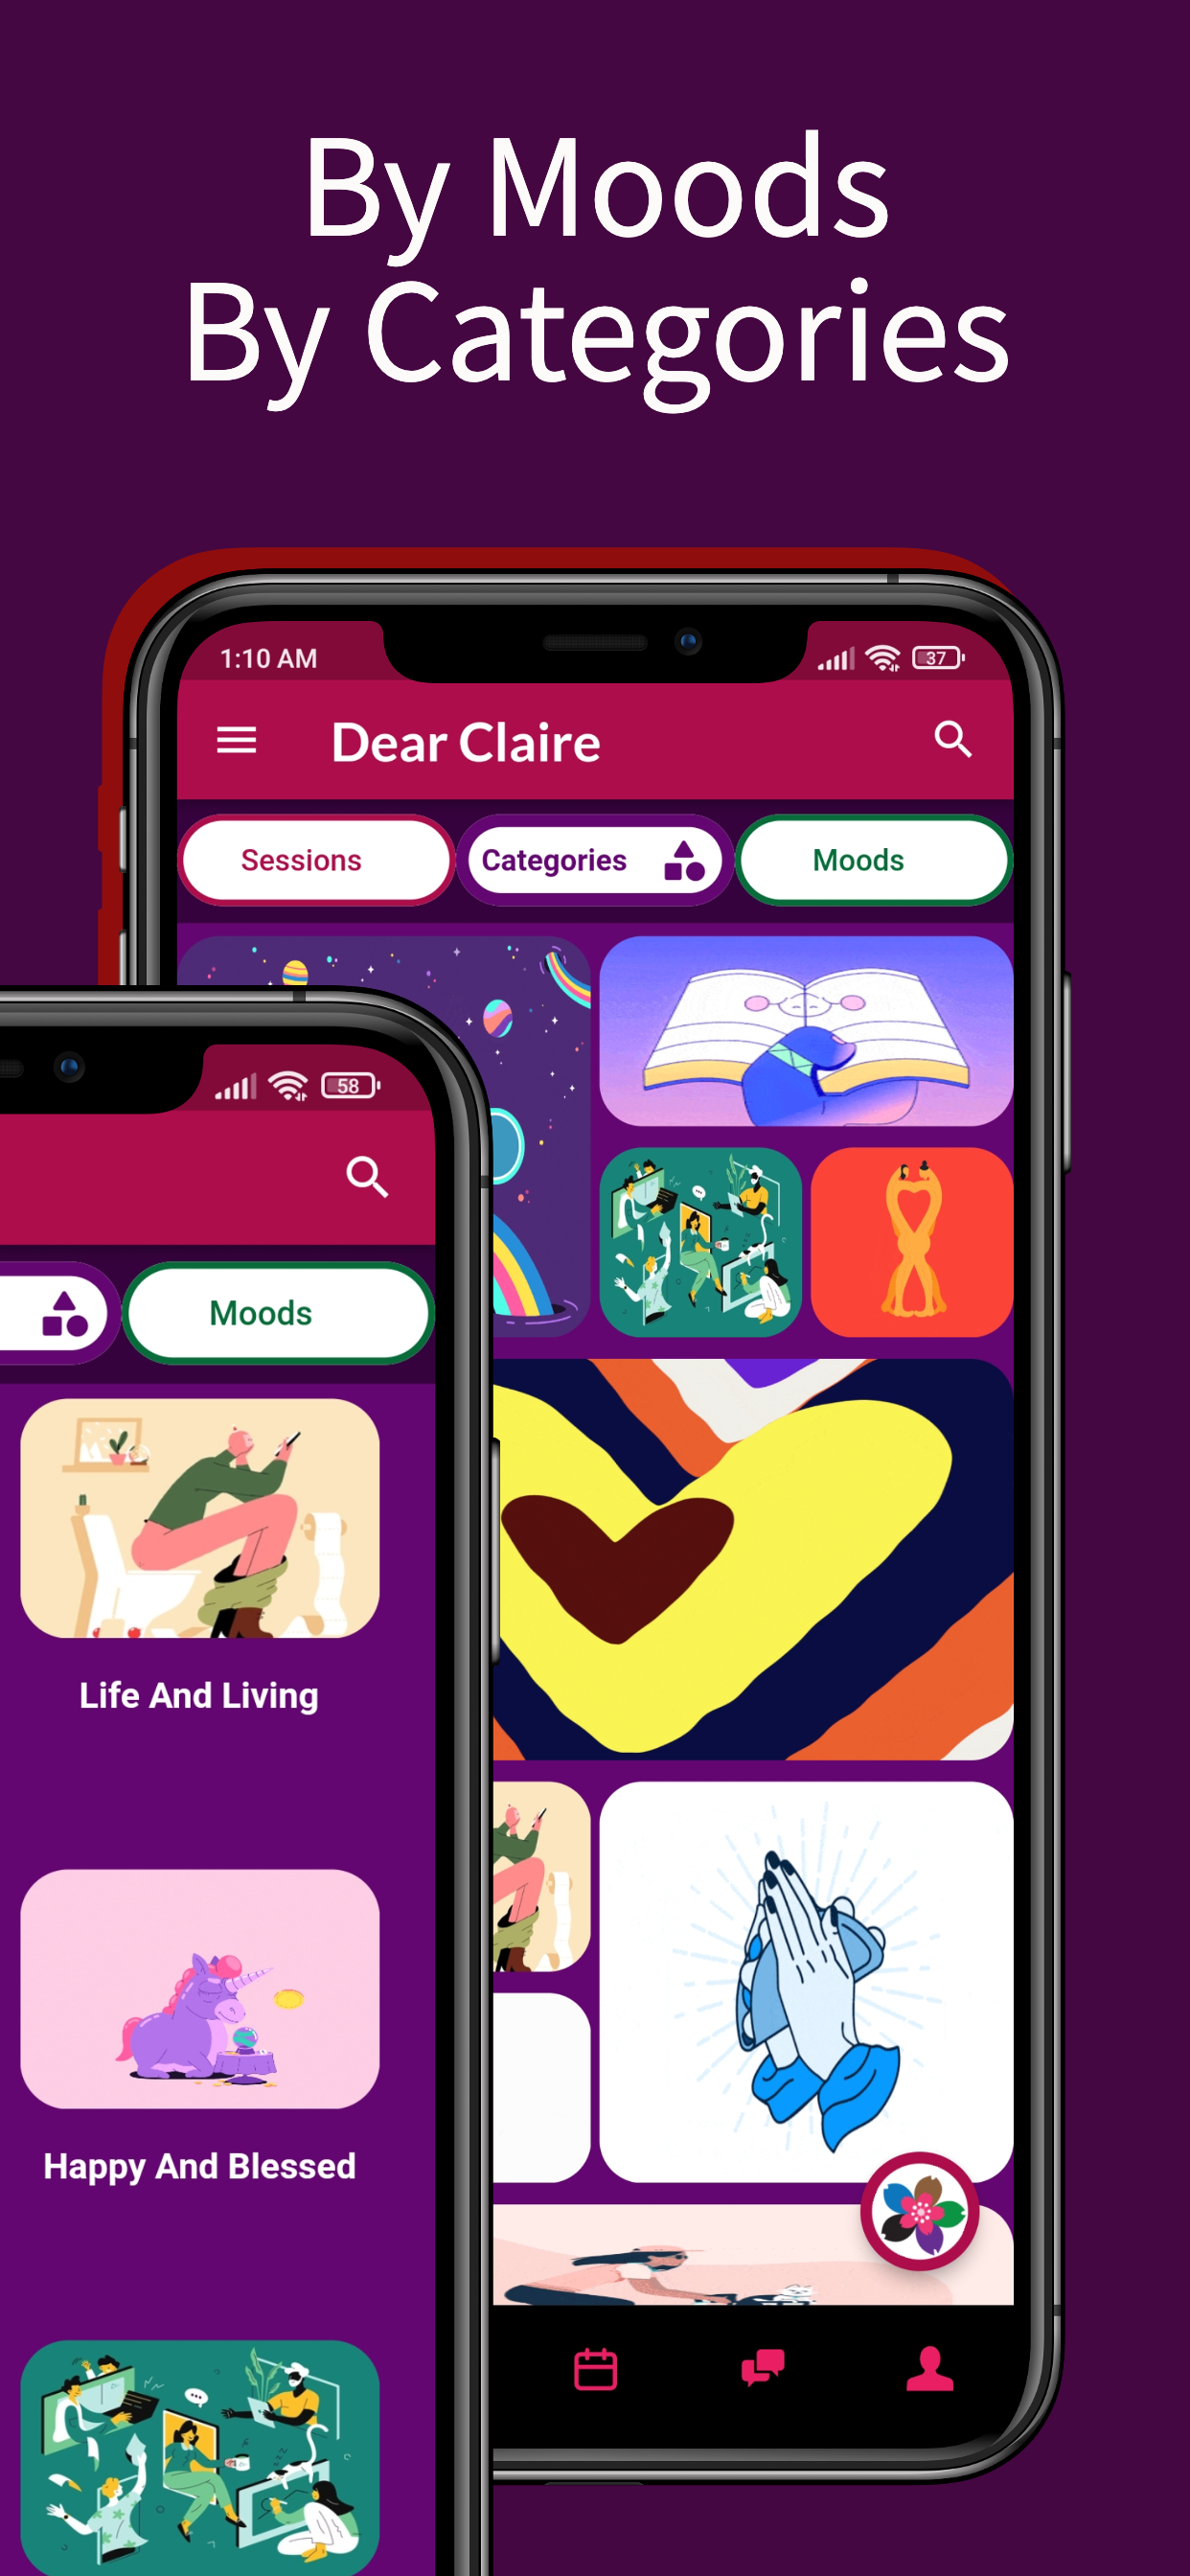 By Moods
By Categories
1:10 AM
37
Dear Claire
Sessions
Categories
Moods
58
Moods
Life And Living
Happy And Blessed